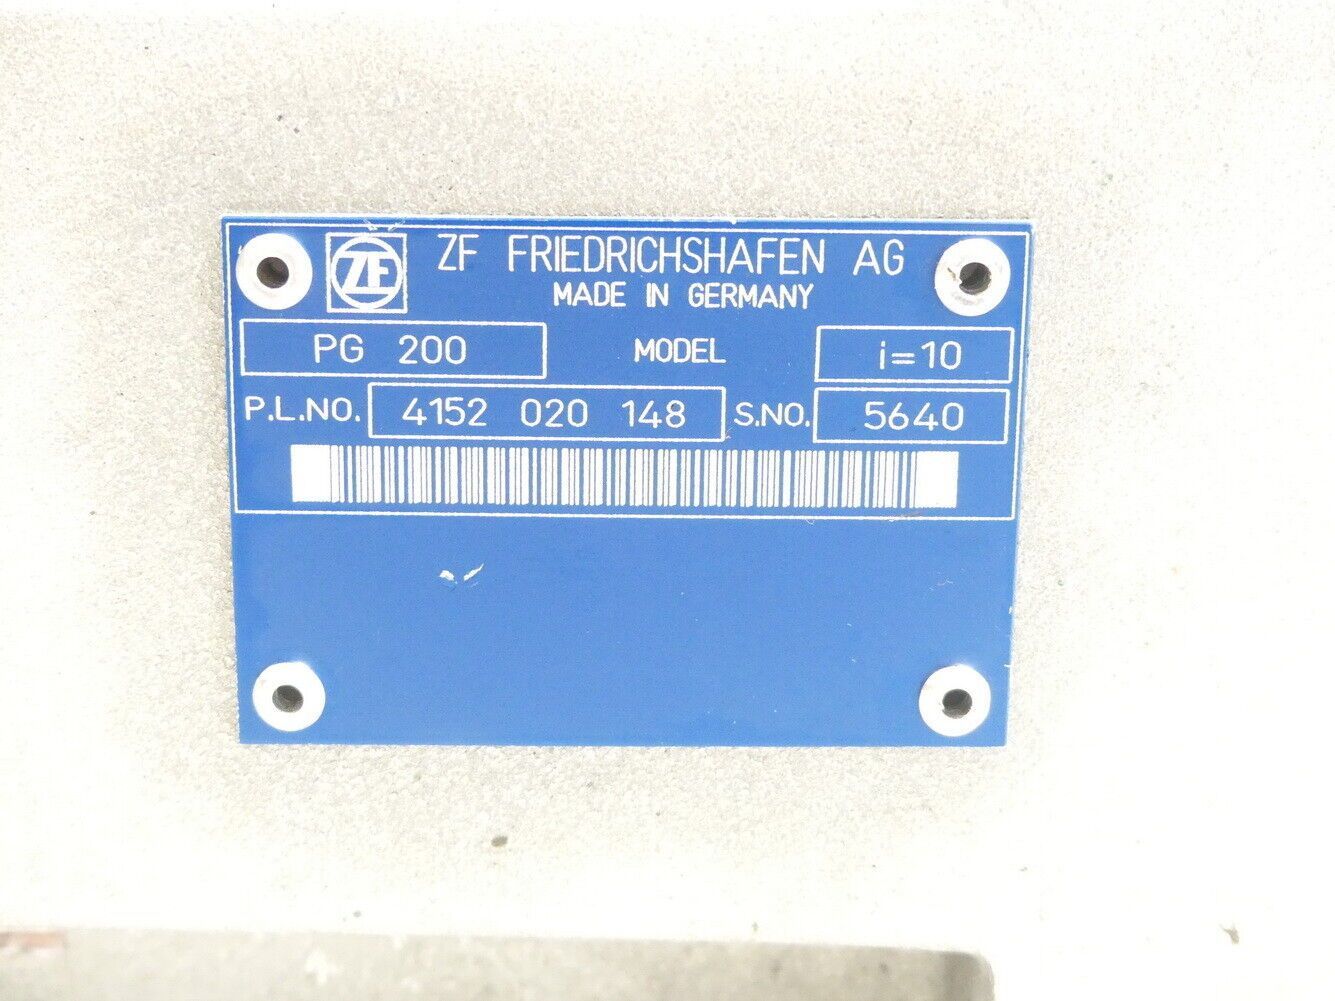 ZF ZF FRIEDRICHSHAFEN AG
MADE IN GERMANY
PG 200 MODEL i=10
P.L.NO. 4152 020 148 S.NO. 5640